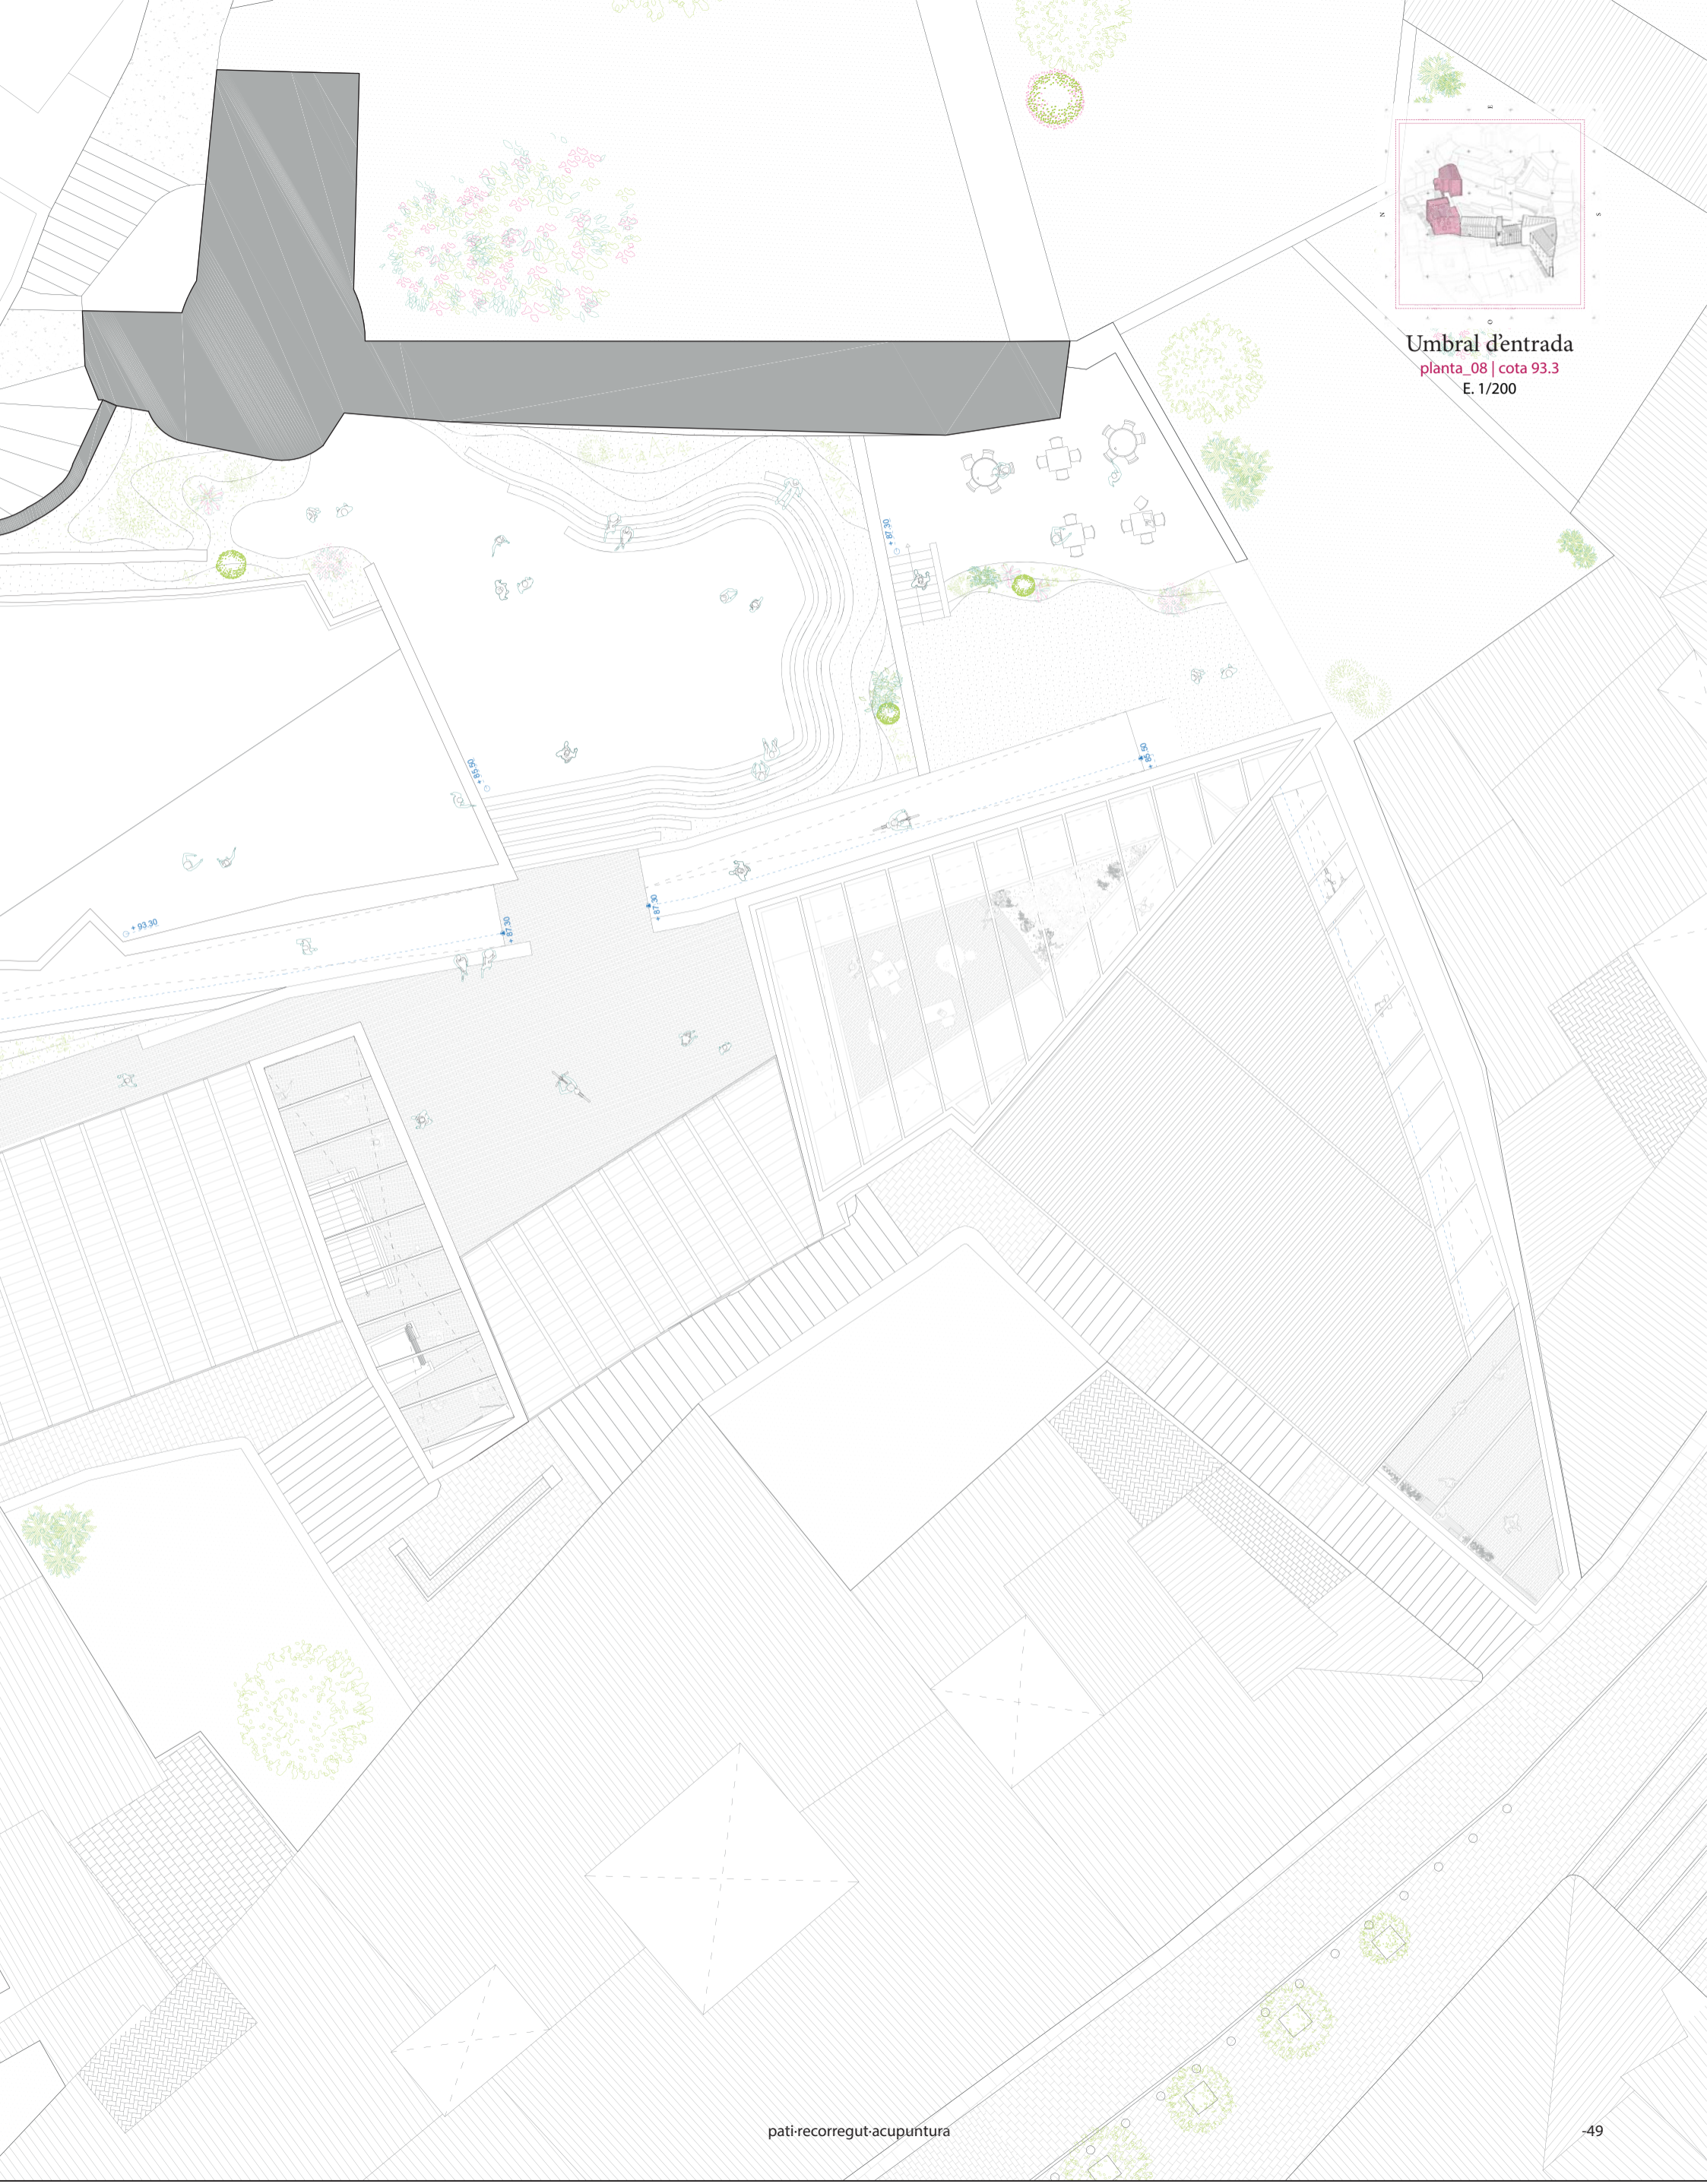 E
N
S
O
Umbral d'entrada
planta_08 | cota 93.3
E. 1/200
+ 87.30
+ 85.50
+ 85.50
+ 87.30
+ 87.30
+ 93.30
pati·recorregut·acupuntura
-49